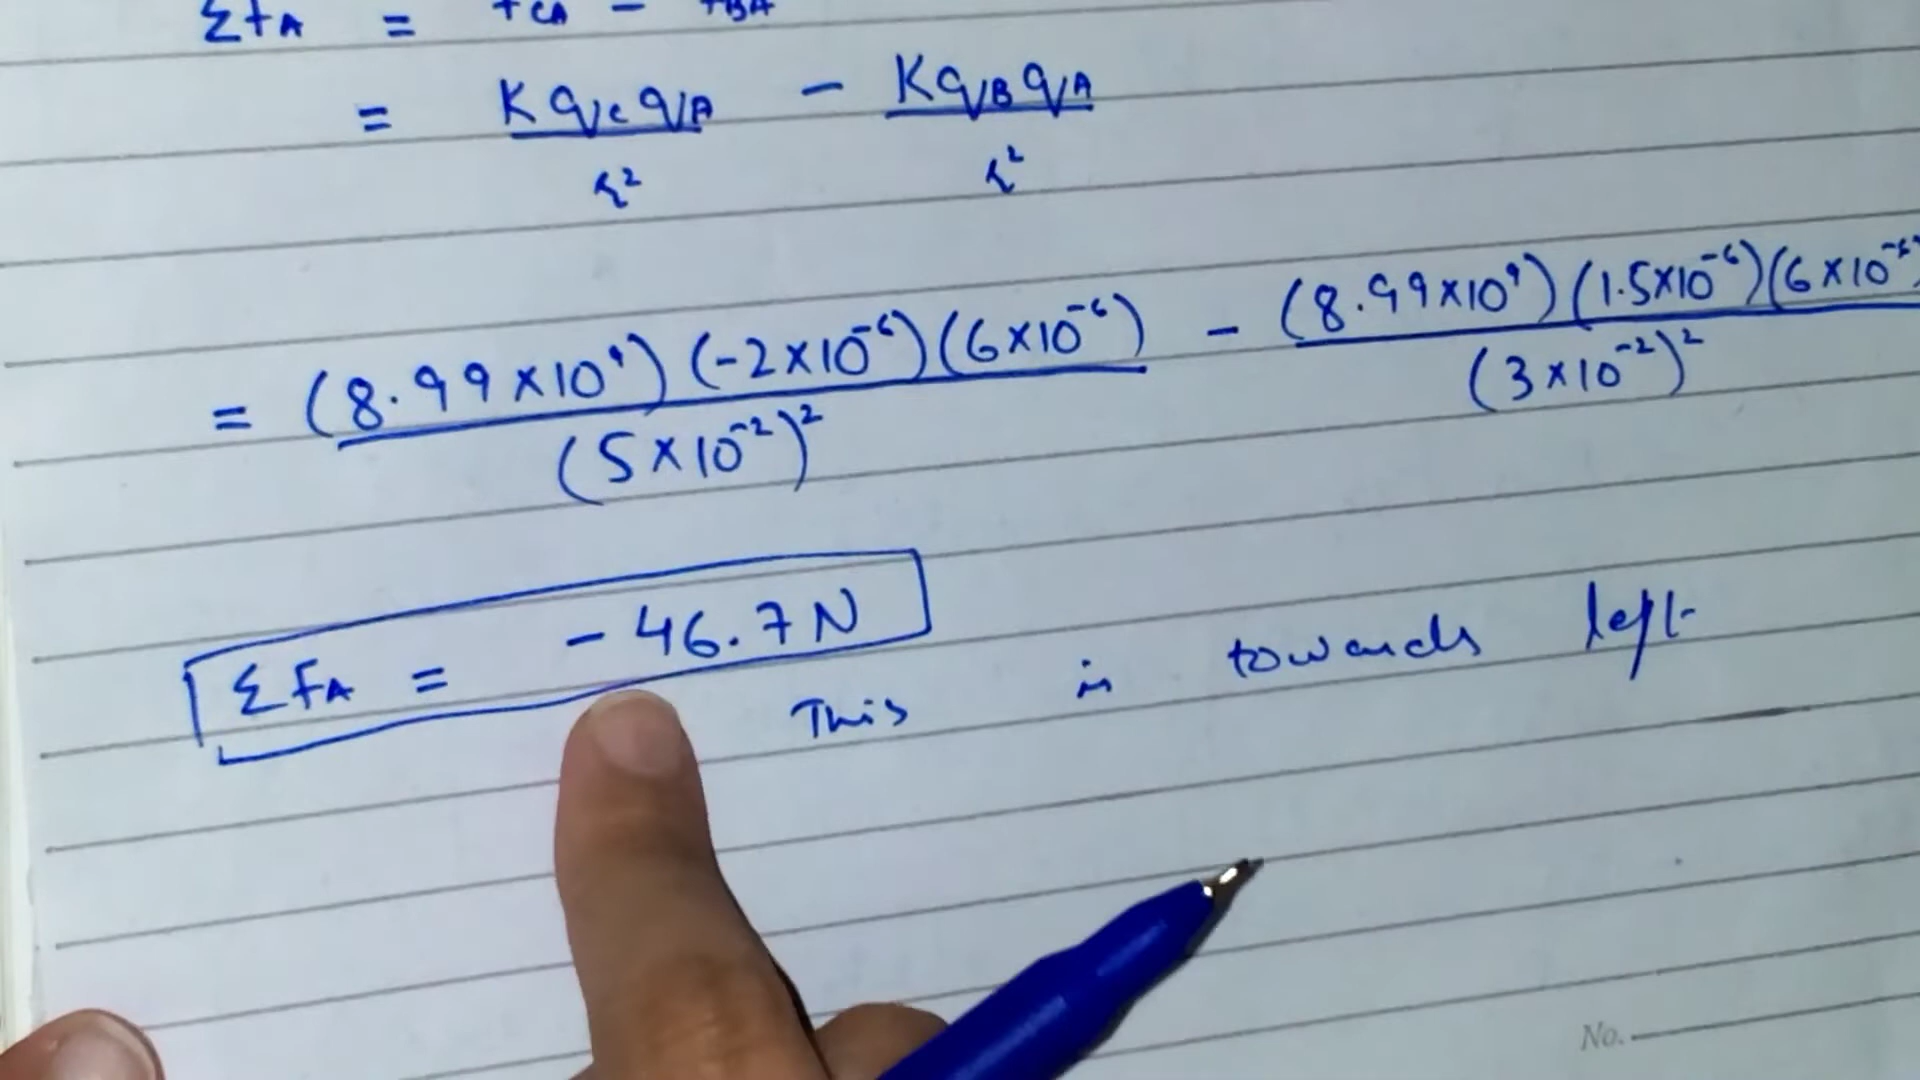 ΣFA = FCA - FBA
= KqCqA/r² - KqBqA/r²
= (8.99×10⁹)(-2×10⁻⁶)(6×10⁻⁶)/(5×10⁻²)² - (8.99×10⁹)(1.5×10⁻⁶)(6×10⁻⁶)/(3×10⁻²)²
ΣFA = -46.7N
This is towards left
No.